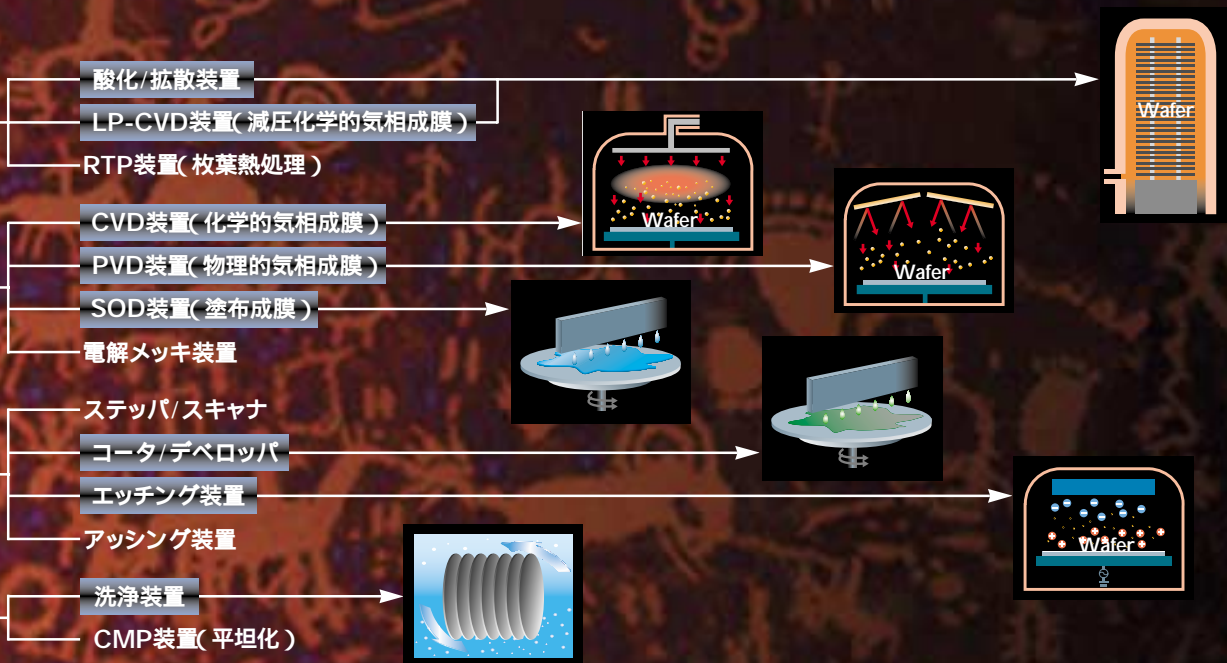 酸化/拡散装置
Wafer
LP-CVD装置(減圧化学的気相成膜)
RTP装置(枚葉熱処理)
CVD装置(化学的気相成膜)
Wafer
PVD装置(物理的気相成膜)
Wafer
SOD装置(塗布成膜)
電解メッキ装置
ステッパ/スキャナ
コータ/デベロッパ
エッチング装置
Wafer
アッシング装置
洗浄装置
CMP装置(平坦化)